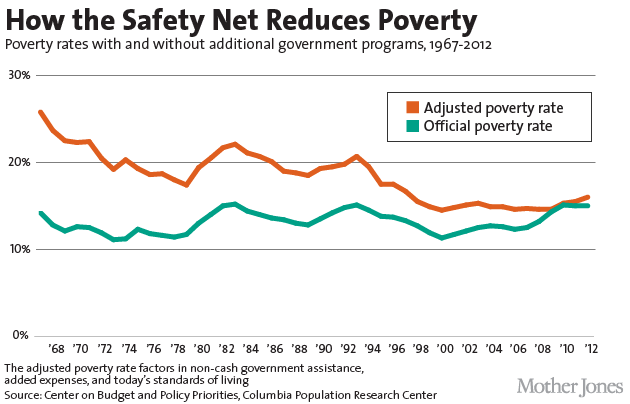 How the Safety Net Reduces Poverty
Poverty rates with and without additional government programs, 1967-2012
30%
Adjusted poverty rate
Official poverty rate
20%
10%
0%
'68 '70 '72 '74 '76 '78 '82 '84 '86 '88 '90 '92 '94 '96 '98 '00 '02 '04 '06 '08 '10 '12
The adjusted poverty rate factors in non-cash government assistance,
added expenses, and today's standards of living
Source: Center on Budget and Policy Priorities, Columbia Population Research Center
Mother Jones